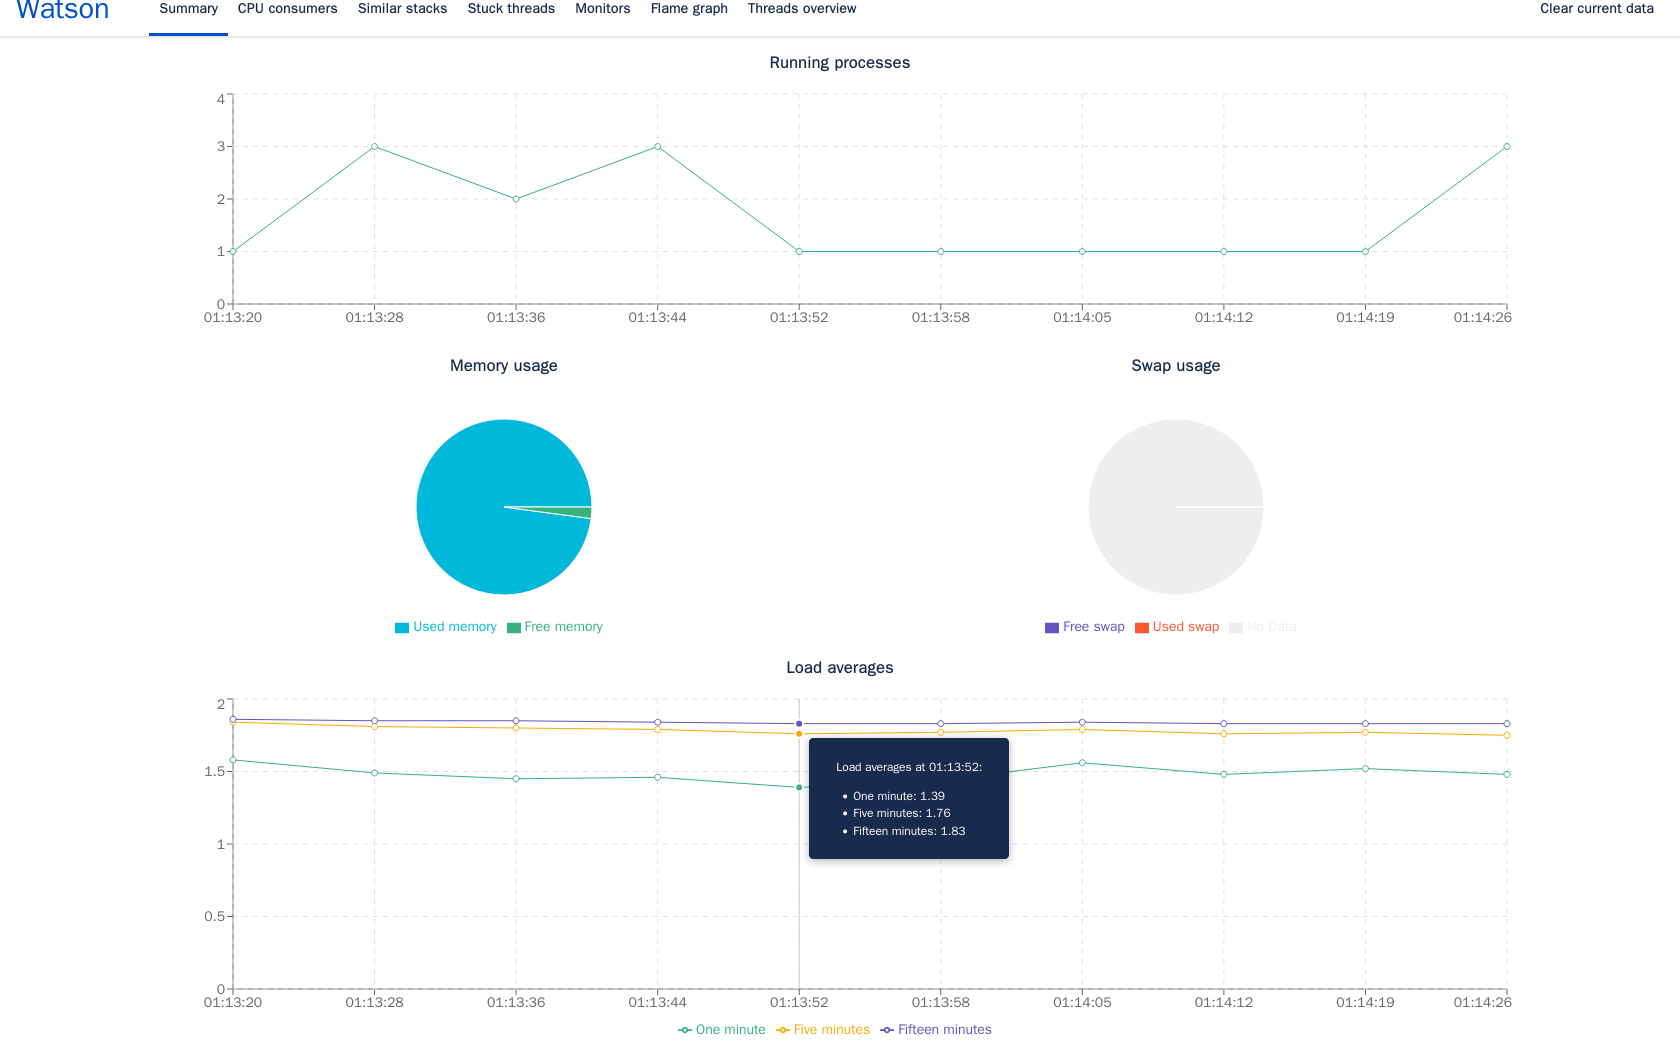 Watson Summary CPU consumers Similar stacks Stuck threads Monitors Flame graph Threads overview Clear current data
Running processes
4
3
2
1
0
01:13:20 01:13:28 01:13:36 01:13:44 01:13:52 01:13:58 01:14:05 01:14:12 01:14:19 01:14:26
Memory usage
Used memory Free memory
Swap usage
Free swap Used swap No Data
Load averages
2
1.5
1
0.5
0
Load averages at 01:13:52:
• One minute: 1.39
• Five minutes: 1.76
• Fifteen minutes: 1.83
01:13:20 01:13:28 01:13:36 01:13:44 01:13:52 01:13:58 01:14:05 01:14:12 01:14:19 01:14:26
One minute Five minutes Fifteen minutes